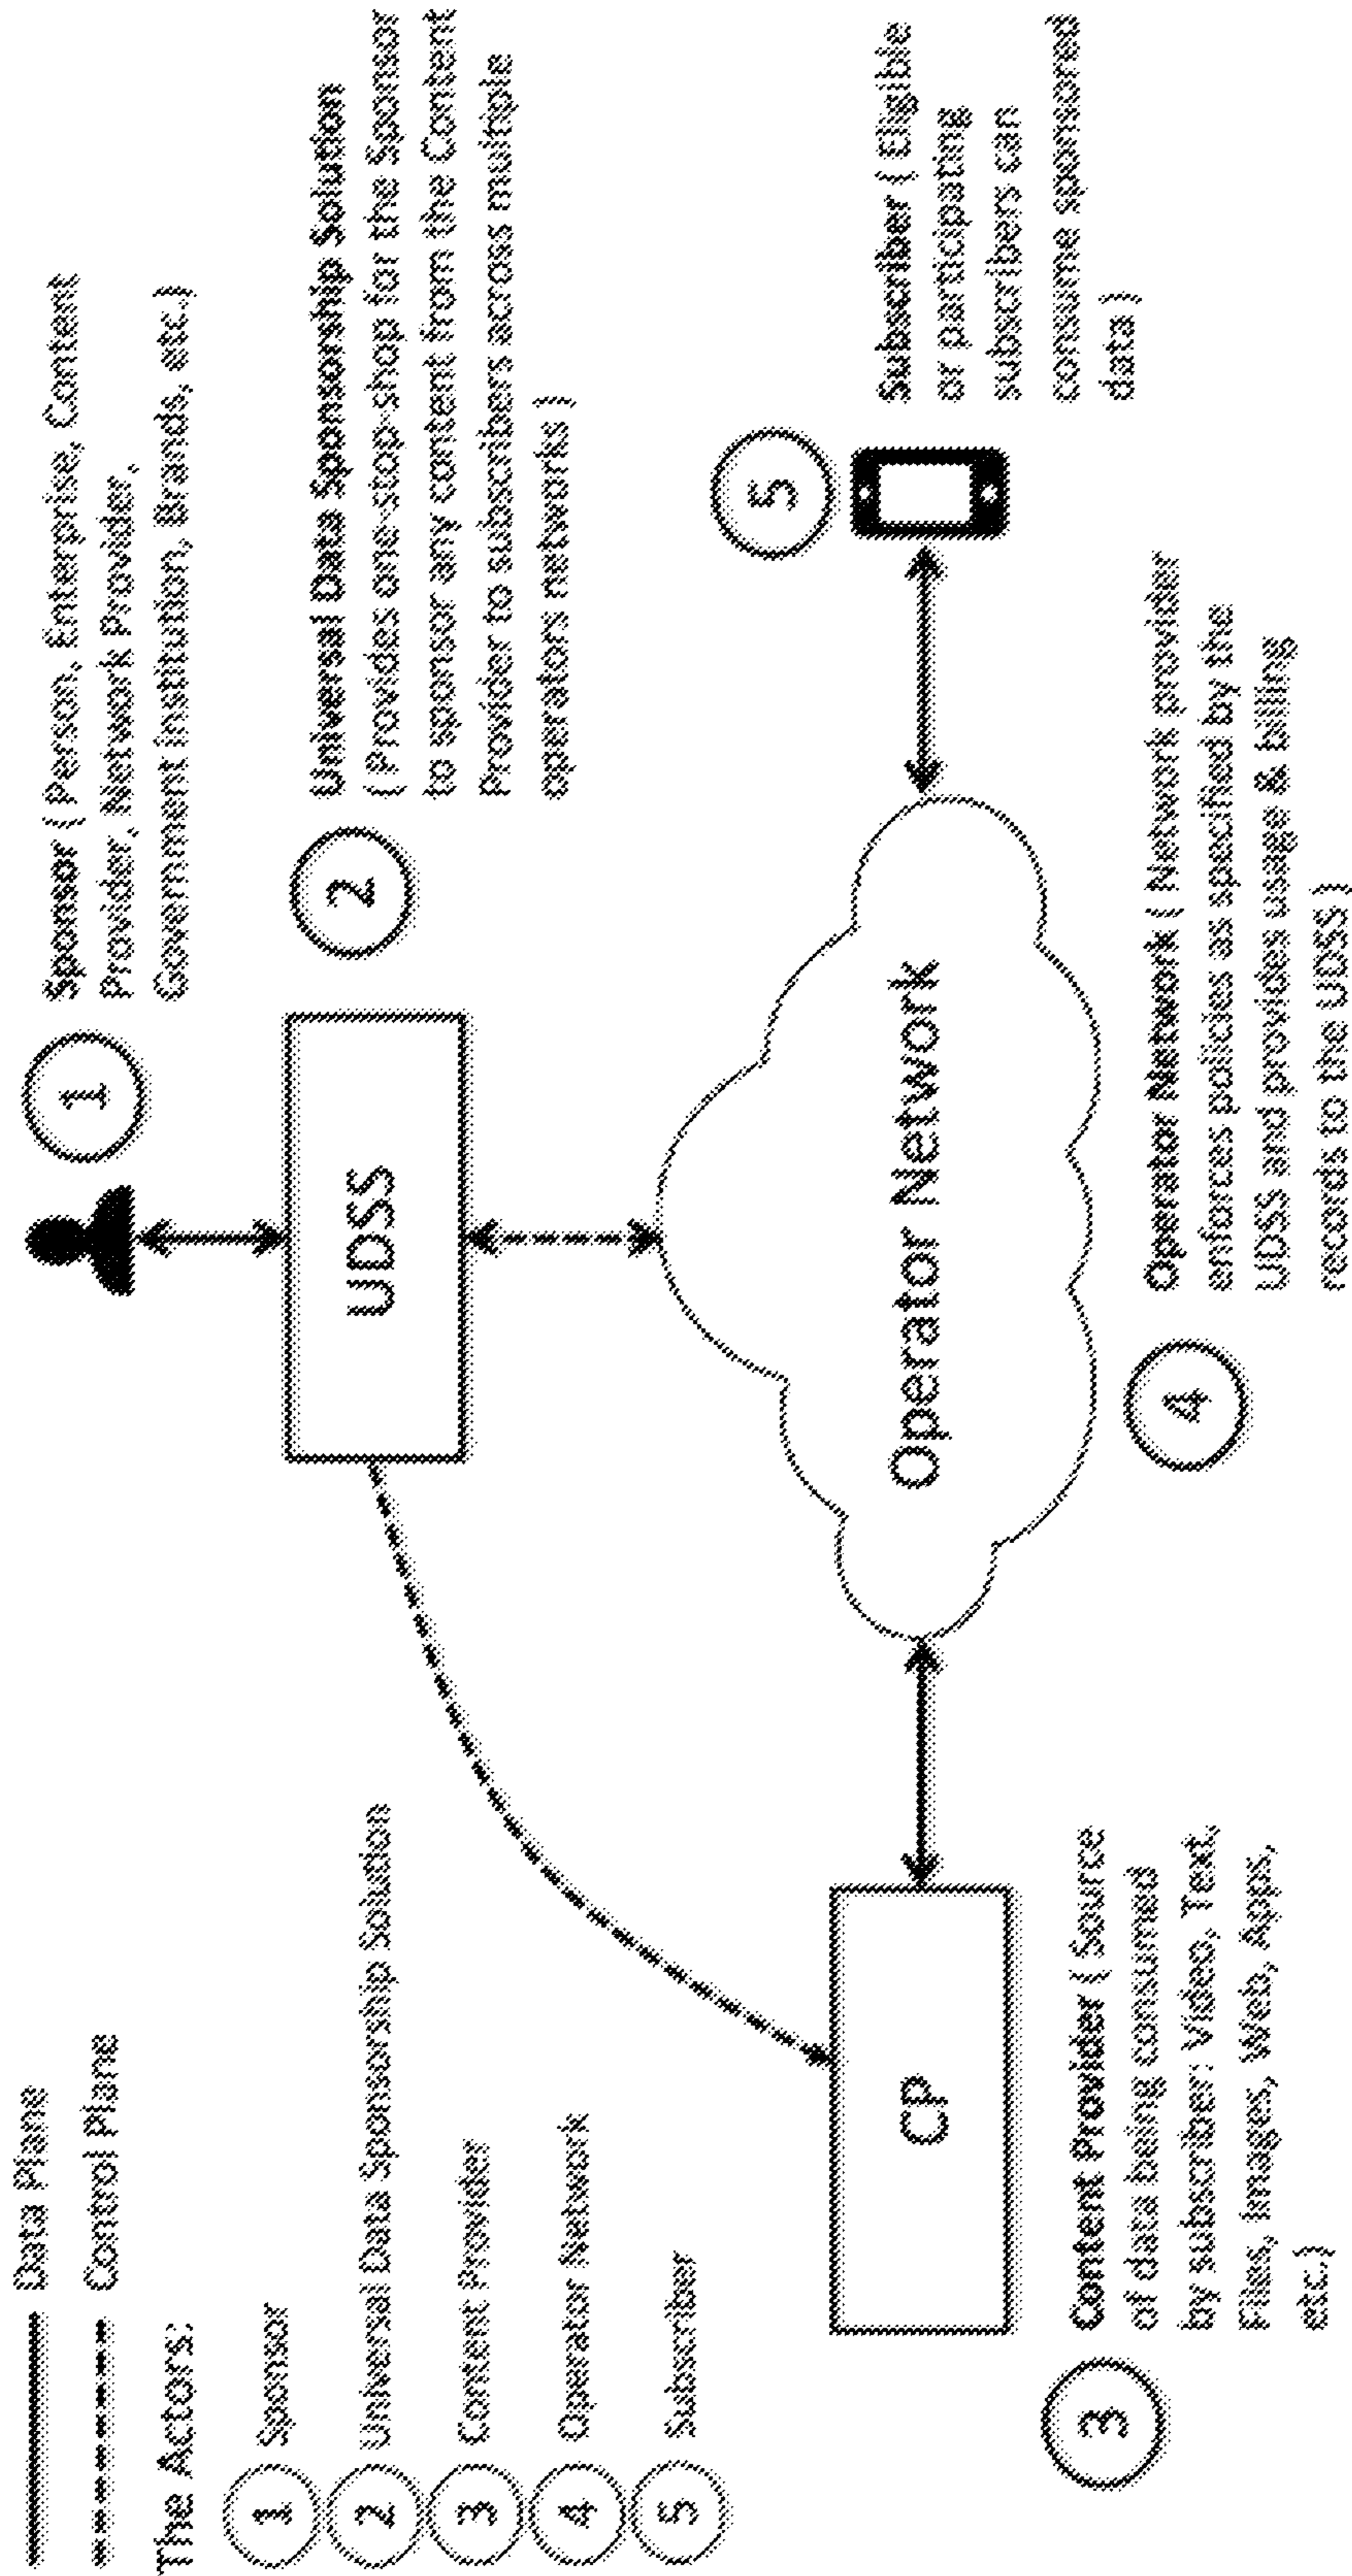 Data Plane
Control Plane
The Actors:
1 Sponsor
2 Universal Data Sponsorship Solution
3 Content Provider
4 Operator Network
5 Subscriber
1
Sponsor ( Person, Enterprise, Content
Provider, Network Provider,
Government institution, Brands, etc.)
UDSS
2
Universal Data Sponsorship Solution
( Provides one-stop-shop for the Sponsor
to sponsor any content from the Content
Provider to subscribers across multiple
operators networks )
CP
3
Content Provider ( Source
of data being consumed
by subscriber: Video, Text,
Files, Images, Web, Apps,
etc.)
Operator Network
4
Operator Network ( Network provider
enforces policies as specified by the
UDSS and provides usage & billing
records to the UDSS )
5
Subscriber ( Eligible
or participating
subscribers can
consume sponsored
data )